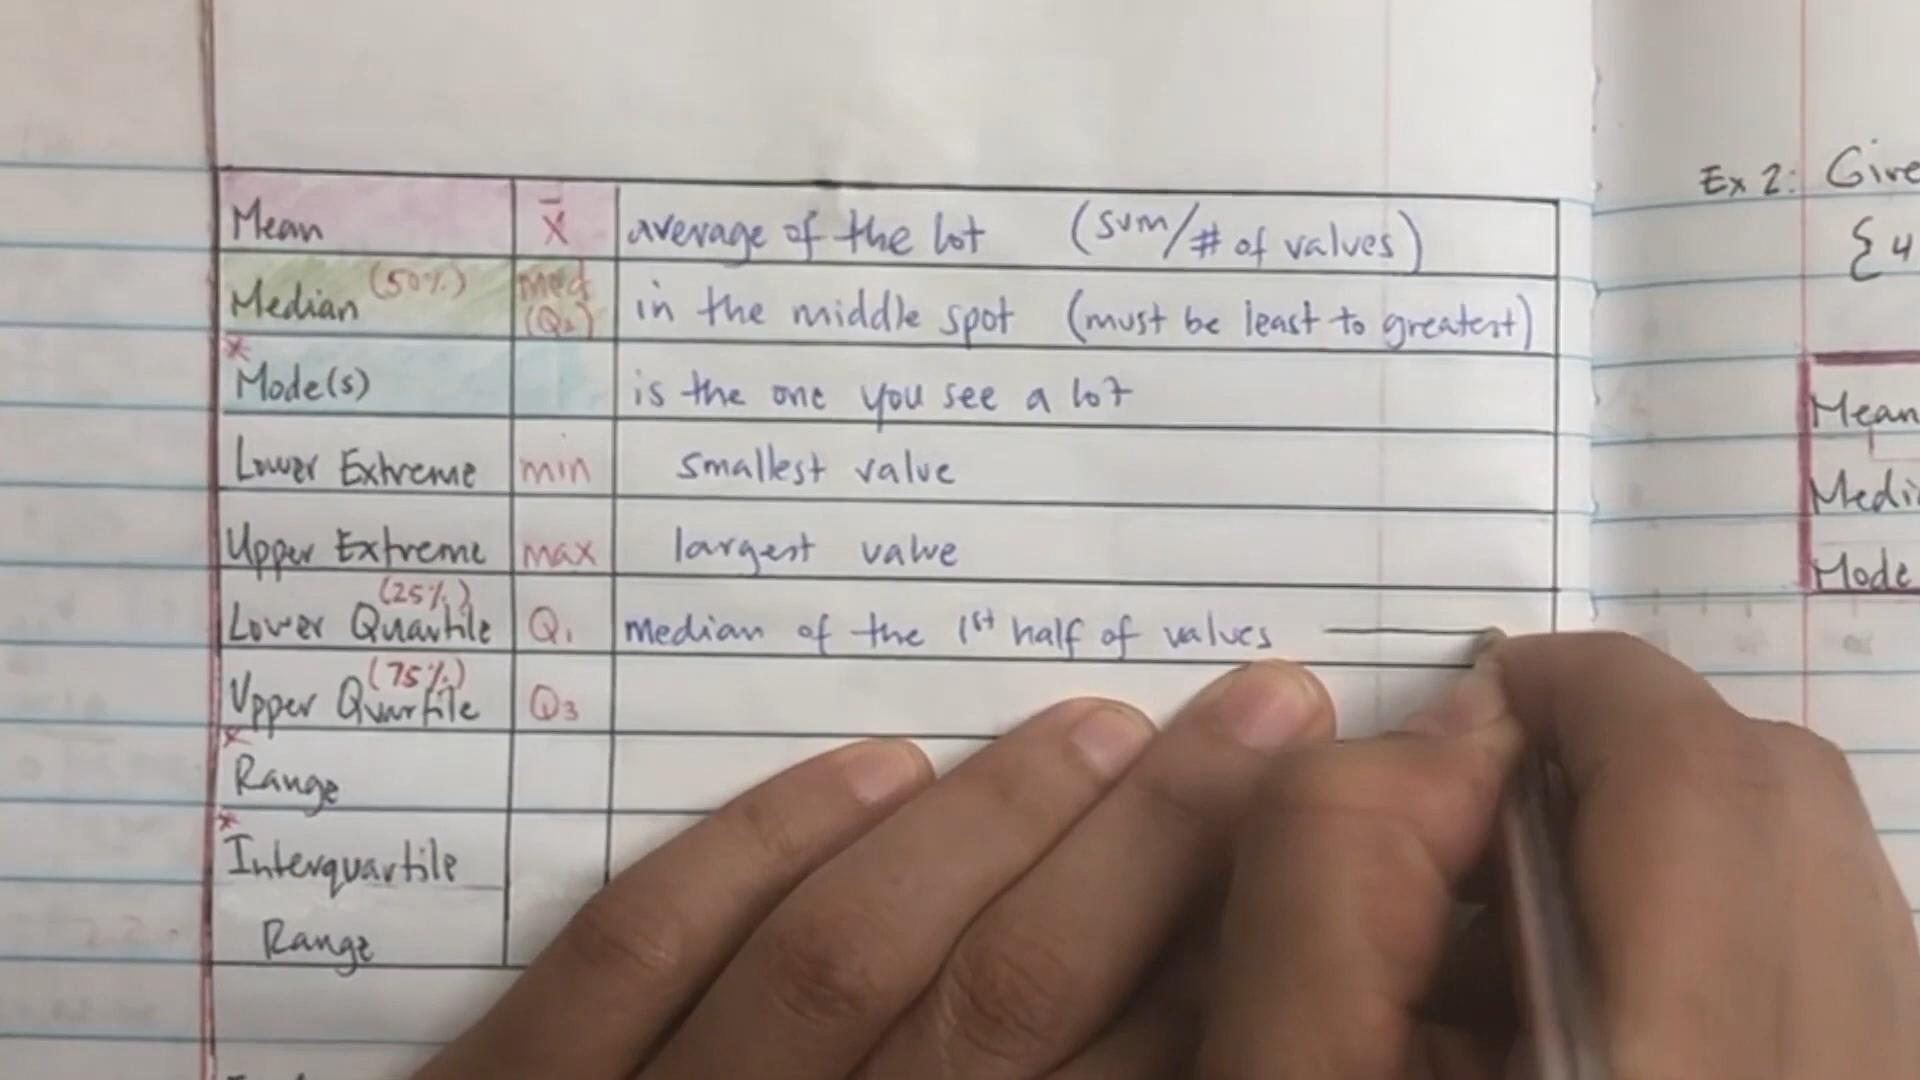 Mean x̄ average of the lot (sum/# of values)
Median (50%) med (Q₂) in the middle spot (must be least to greatest)
* Mode(s) is the one you see a lot
Lower Extreme min smallest value
Upper Extreme max largest value
Lower Quartile (25%) Q₁ median of the 1st half of values
Upper Quartile (75%) Q₃
* Range
* Interquartile
Range
Ex 2: Give
{4
Mean
Medi
Mode